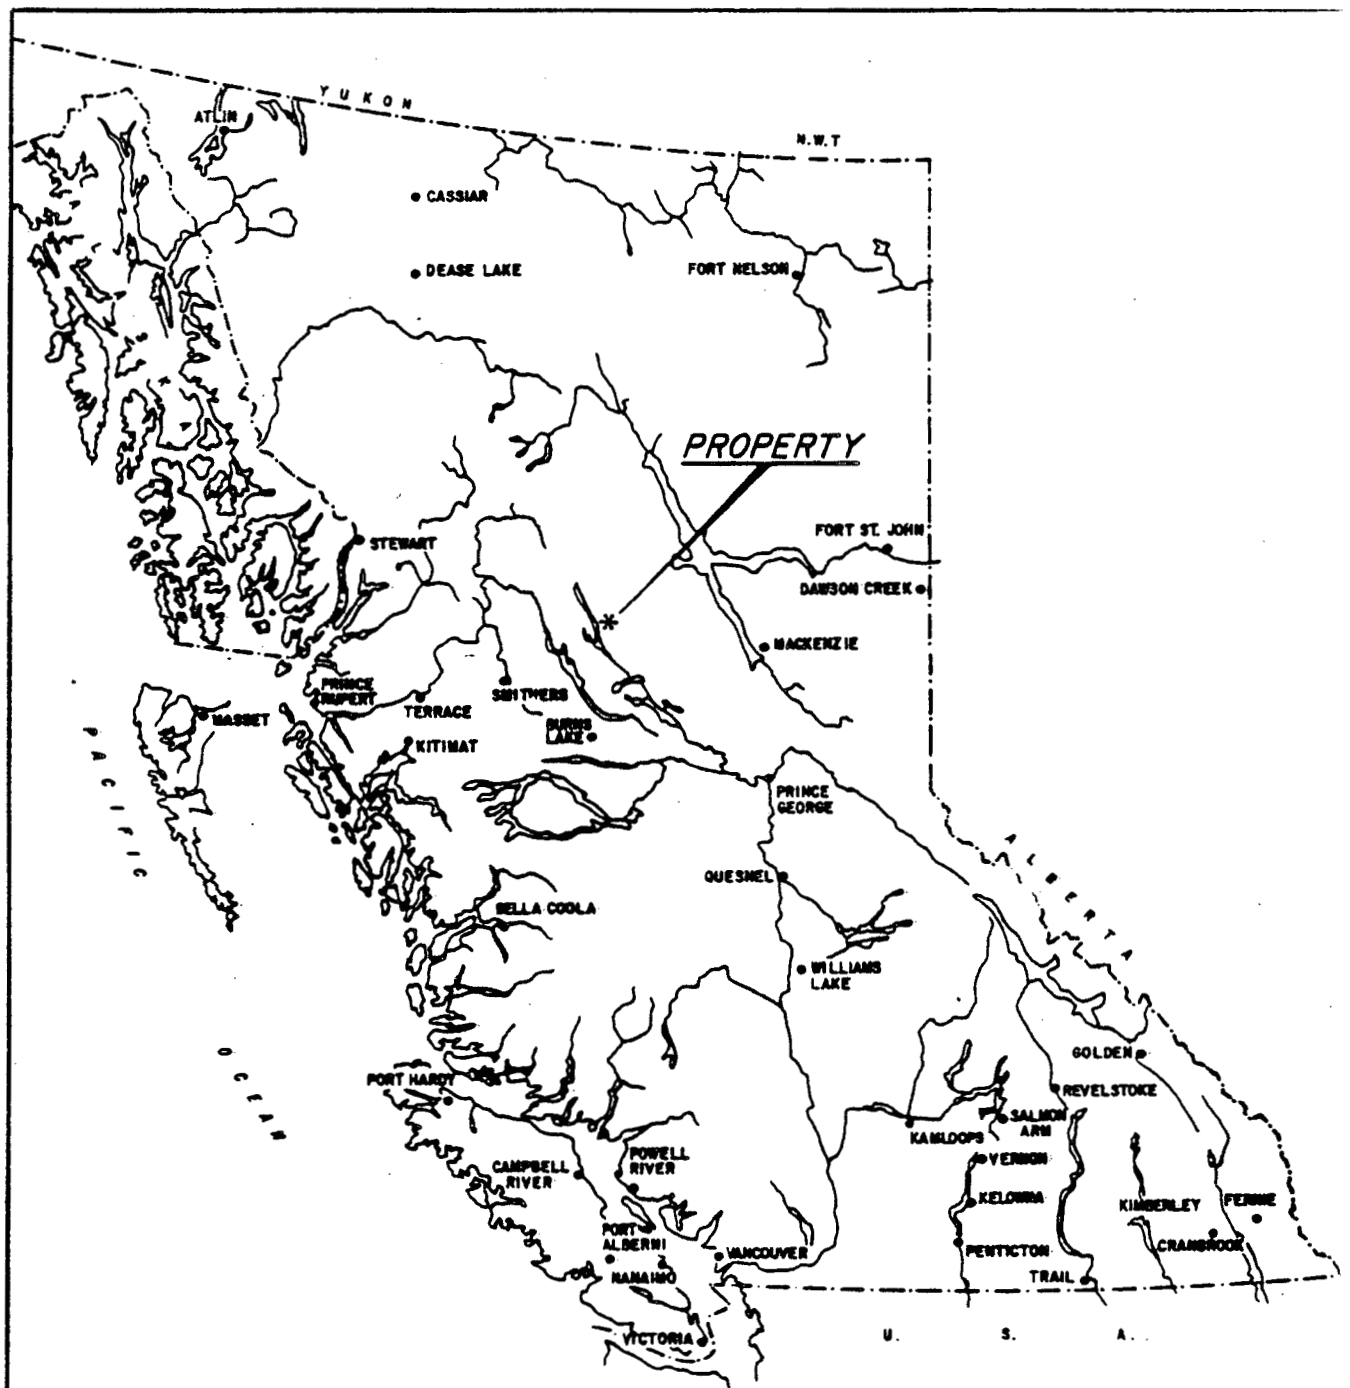 YUKON
ATLIN
N.W.T
CASSIAR
DEASE LAKE
FORT NELSON
ALASKA
PROPERTY
FORT ST. JOHN
STEWART
DAWSON CREEK
*
MACKENZIE
PRINCE
RUPERT
SMITHERS
TERRACE
MASSET
BURNS
LAKE
KITIMAT
PACIFIC
PRINCE
GEORGE
ALBERTA
QUESNEL
BELLA COOLA
WILLIAMS
LAKE
OCEAN
GOLDEN
PORT HARDY
REVELSTOKE
SALMON
ARM
KAMLOOPS
POWELL
RIVER
CAMPBELL
RIVER
VERNON
KELOWNA
KIMBERLEY
FERNIE
PORT
ALBERNI
VANCOUVER
PENTICTON
CRANBROOK
NANAIMO
TRAIL
VICTORIA
U. S. A.